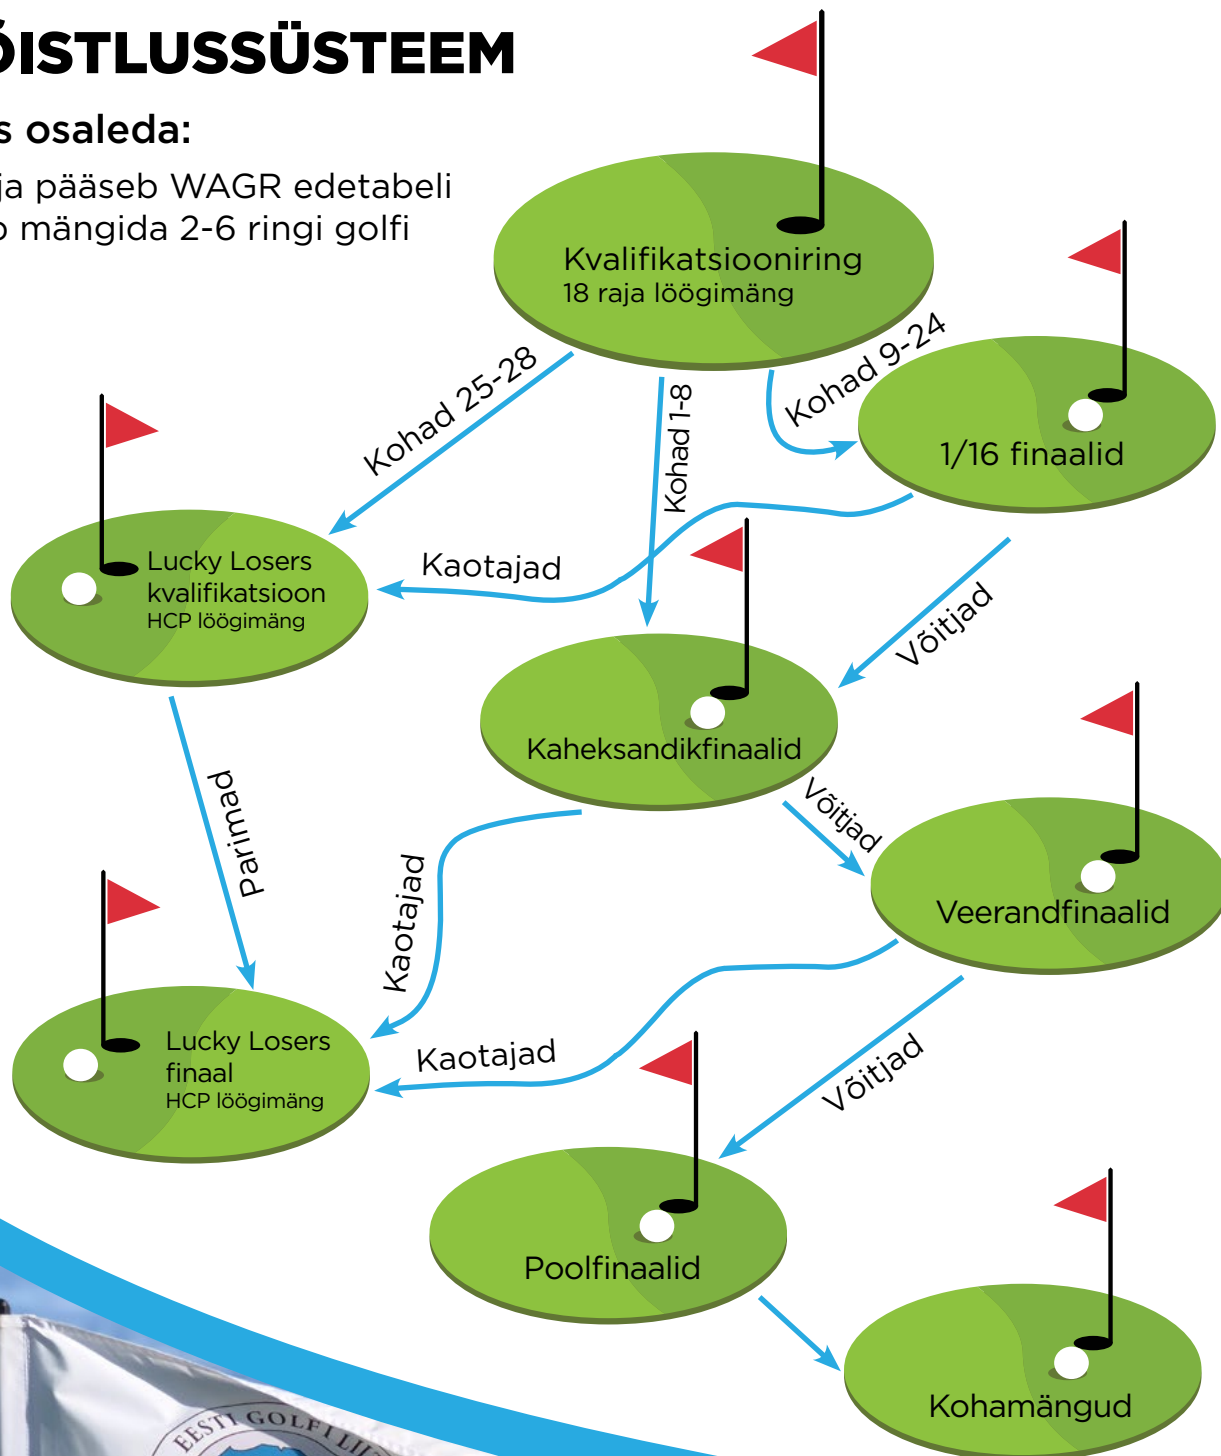 ÕISTLUSSÜSTEEM
s osaleda:
ja pääseb WAGR edetabeli
mängida 2-6 ringi golfi
Kvalifikatsiooniring
18 raja löögimäng
Kohad 25-28
Kohad 1-8
Kohad 9-24
1/16 finaalid
Lucky Losers
kvalifikatsioon
HCP löögimäng
Kaotajad
Võitjad
Kaheksandikfinaalid
Võitjad
Parimad
Kaotajad
Veerandfinaalid
Lucky Losers
finaal
HCP löögimäng
Kaotajad
Võitjad
Poolfinaalid
Kohamängud
EESTI GOLFI